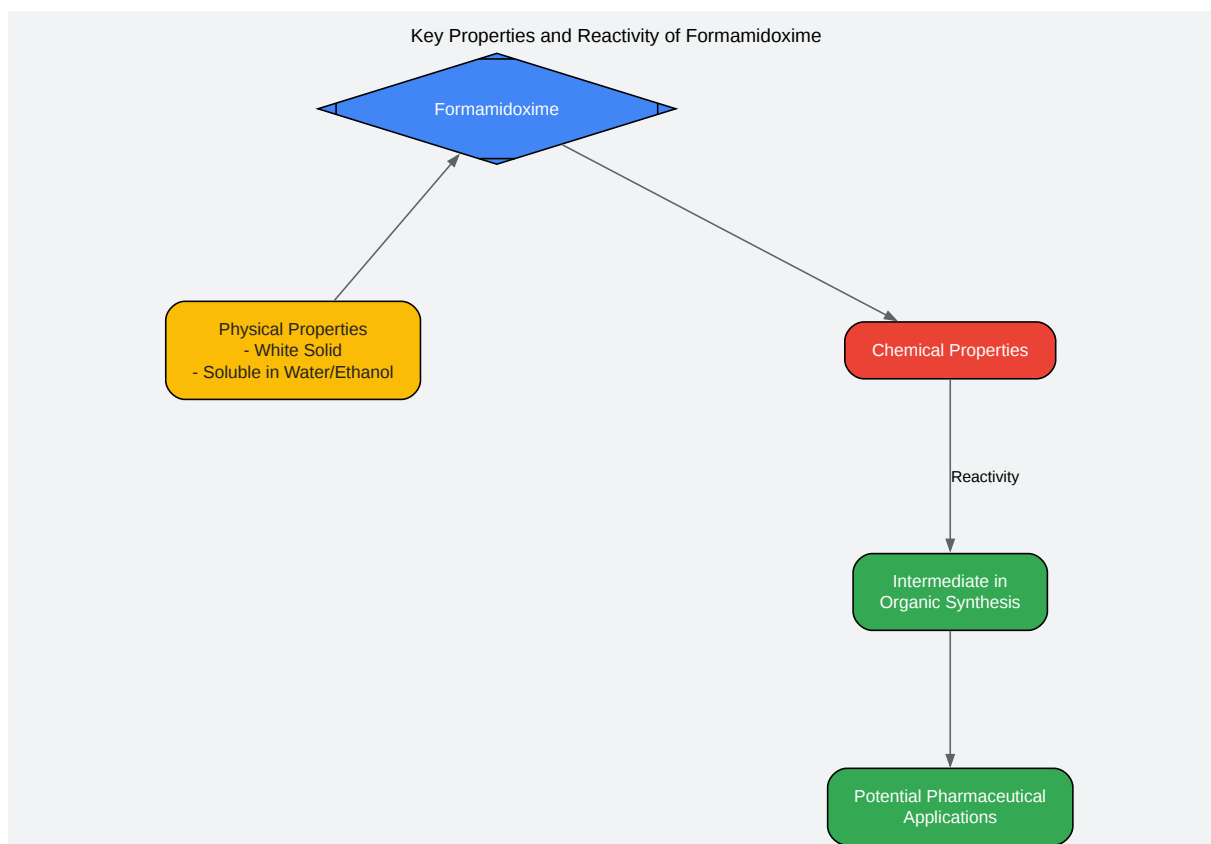 Key Properties and Reactivity of Formamidoxime
Formamidoxime
Physical Properties
- White Solid
- Soluble in Water/Ethanol
Chemical Properties
Reactivity
Intermediate in
Organic Synthesis
Potential Pharmaceutical
Applications